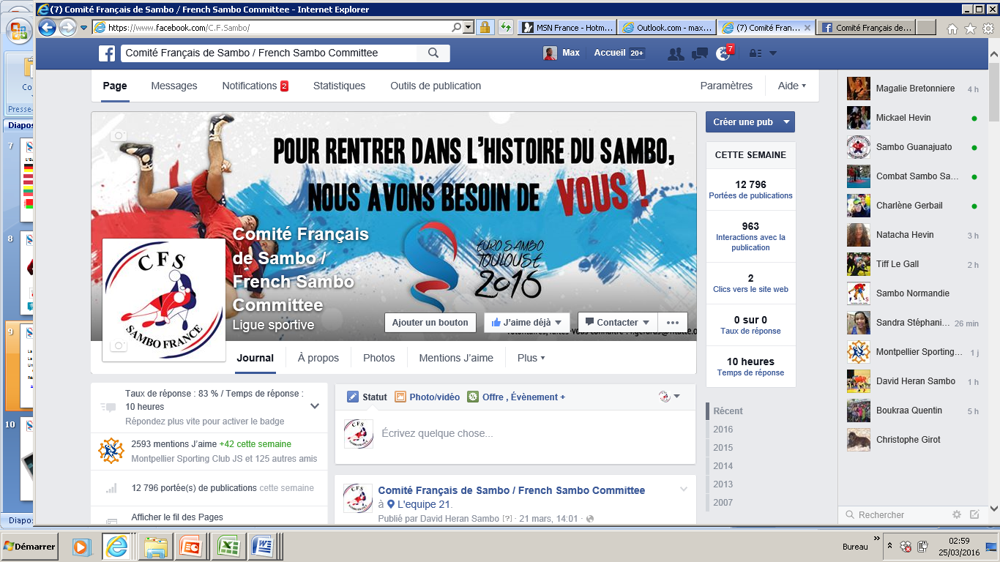 (7) Comité Français de Sambo / French Sambo Committee - Internet Explorer
https://www.facebook.com/C.F.Sambo/
MSN France - Hotm...
Outlook.com - max...
(7) Comité Fran...
Comité Français de...
Comité Français de Sambo / French Sambo Committee
Max
Accueil 20+
7
Page
Messages
Notifications 2
Statistiques
Outils de publication
Paramètres
Aide
Co
Presse-
Diapos
7
8
9
10
Diapo:
POUR RENTRER DANS L'HISTOIRE DU SAMBO,
NOUS AVONS BESOIN DE VOUS !
EURO SAMBO
TOULOUSE
2016
CFS
SAMBO FRANCE
Comité Français
de Sambo /
French Sambo
Committee
Ligue sportive
Ajouter un bouton
J'aime déjà
Contacter
Journal
À propos
Photos
Mentions J'aime
Plus
Créer une pub
CETTE SEMAINE
12 796
Portées de publications
963
Interactions avec la
publication
2
Clics vers le site web
0 sur 0
Taux de réponse
10 heures
Temps de réponse
Récent
2016
2015
2014
2013
2007
Taux de réponse : 83 % / Temps de réponse :
10 heures
Répondez plus vite pour activer le badge
2593 mentions J'aime +42 cette semaine
Montpellier Sporting Club JS et 125 autres amis
12 796 portée(s) de publications cette semaine
Afficher le fil des Pages
Statut
Photo/vidéo
Offre , Évènement +
Écrivez quelque chose...
Comité Français de Sambo / French Sambo Committee
à L'equipe 21.
Publié par David Heran Sambo [?] · 21 mars, 14:01 ·
Magalie Bretonniere 4 h
Mickael Hevin
Sambo Guanajuato
Combat Sambo Sa...
Charlène Gerbail
Natacha Hevin 3 h
Tiff Le Gall 2 h
Sambo Normandie
Sandra Stéphani... 26 min
Montpellier Sporting... 1 j
David Heran Sambo 1 h
Boukraa Quentin 5 h
Christophe Girot
Rechercher
Démarrer
Bureau
02:59
25/03/2016